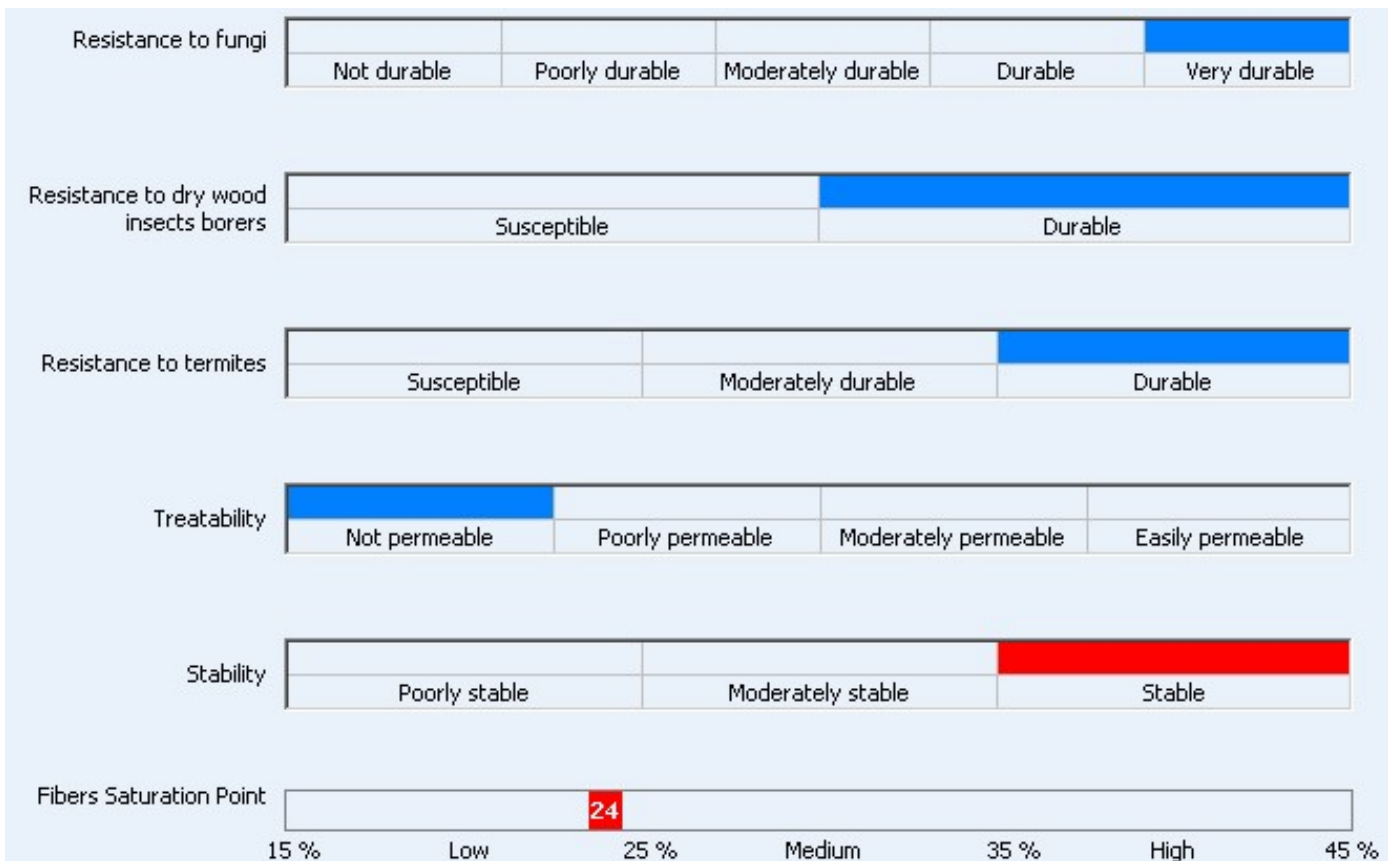 Resistance to fungi
Not durable Poorly durable Moderately durable Durable Very durable
Resistance to dry wood
insects borers
Susceptible Durable
Resistance to termites
Susceptible Moderately durable Durable
Treatability
Not permeable Poorly permeable Moderately permeable Easily permeable
Stability
Poorly stable Moderately stable Stable
Fibers Saturation Point
24
15 % Low 25 % Medium 35 % High 45 %